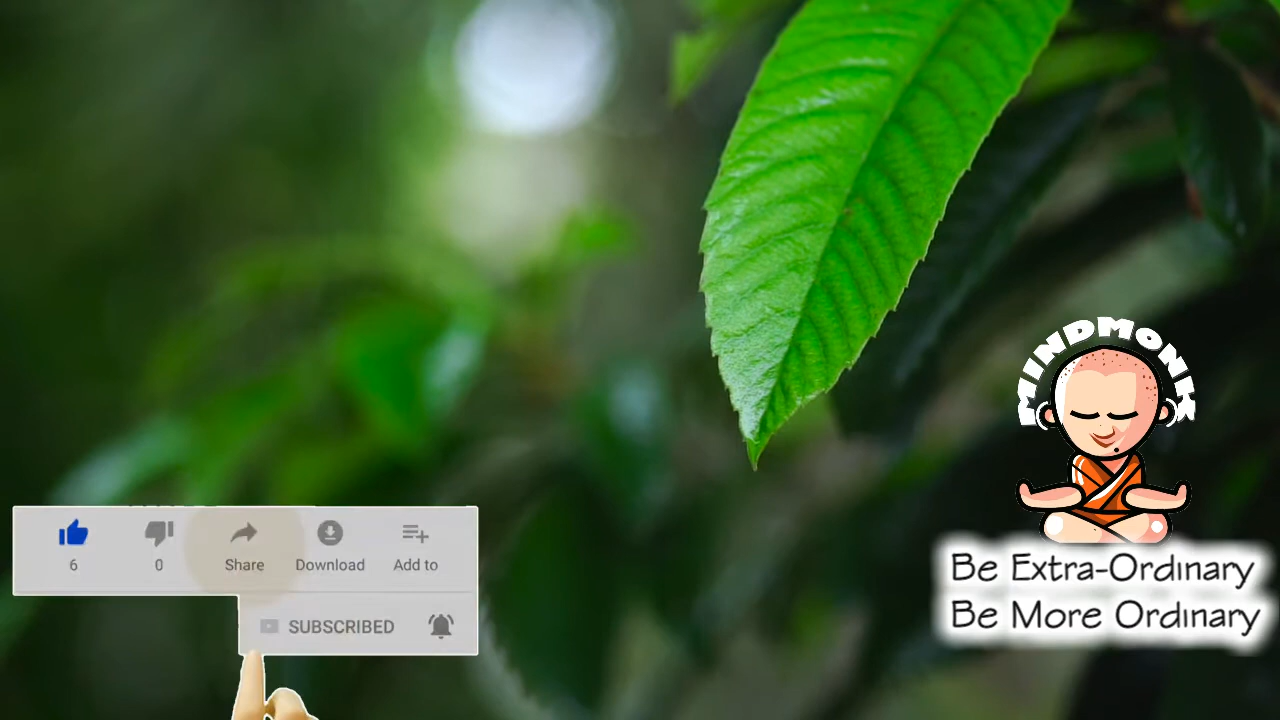 MINDMONK
6
0
Share
Download
Add to
SUBSCRIBED
Be Extra-Ordinary
Be More Ordinary